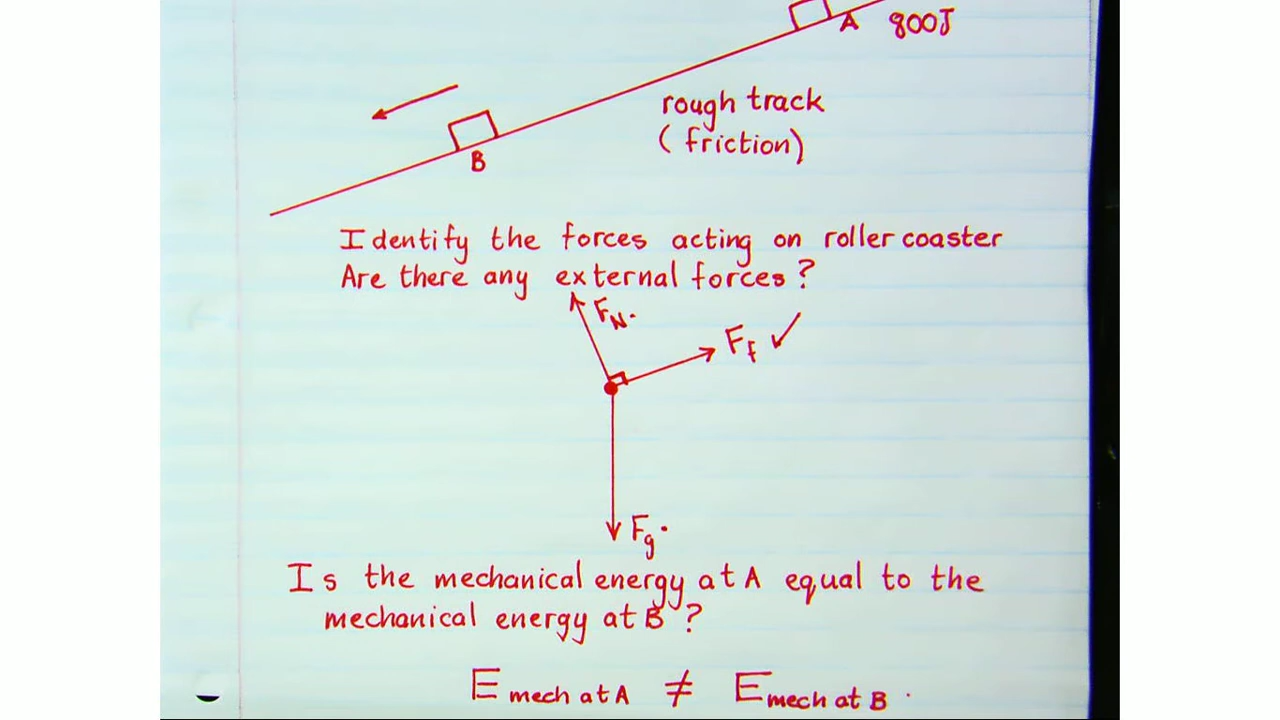 A 800J
rough track
(friction)
B
Identify the forces acting on roller coaster
Are there any external forces?
FN.
Ff ✓
Fg.
Is the mechanical energy at A equal to the
mechanical energy at B?
Emech at A ≠ Emech at B.